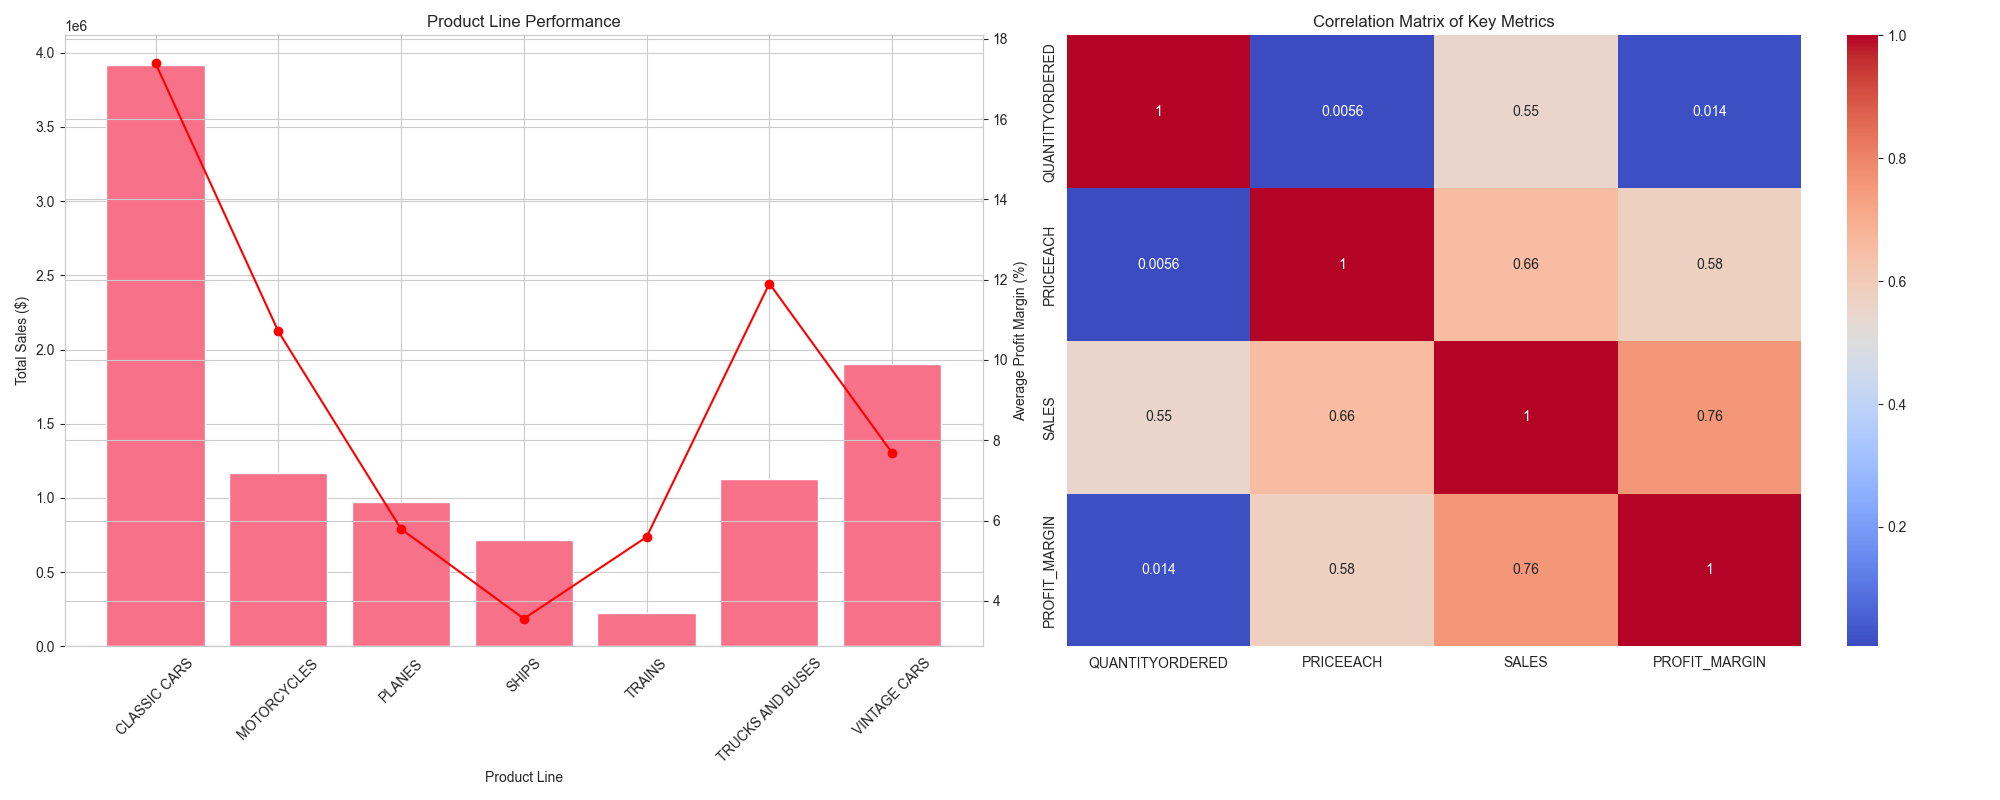 Product Line Performance
1e6
4.0
3.5
3.0
2.5
2.0
1.5
1.0
0.5
0.0
Total Sales ($)
18
16
14
12
10
8
6
4
Average Profit Margin (%)
CLASSIC CARS
MOTORCYCLES
PLANES
SHIPS
TRAINS
TRUCKS AND BUSES
VINTAGE CARS
Product Line
Correlation Matrix of Key Metrics
QUANTITYORDERED
1 0.0056 0.55 0.014
PRICEEACH
0.0056 1 0.66 0.58
SALES
0.55 0.66 1 0.76
PROFIT_MARGIN
0.014 0.58 0.76 1
QUANTITYORDERED PRICEEACH SALES PROFIT_MARGIN
1.0
0.8
0.6
0.4
0.2